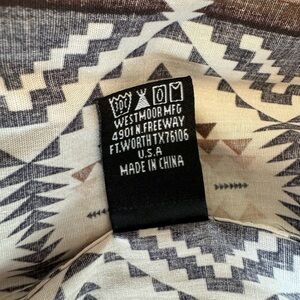 30°
WESTMOOR MFG
4901 N. FREEWAY
FT. WORTH TX 76106
U.S.A
MADE IN CHINA